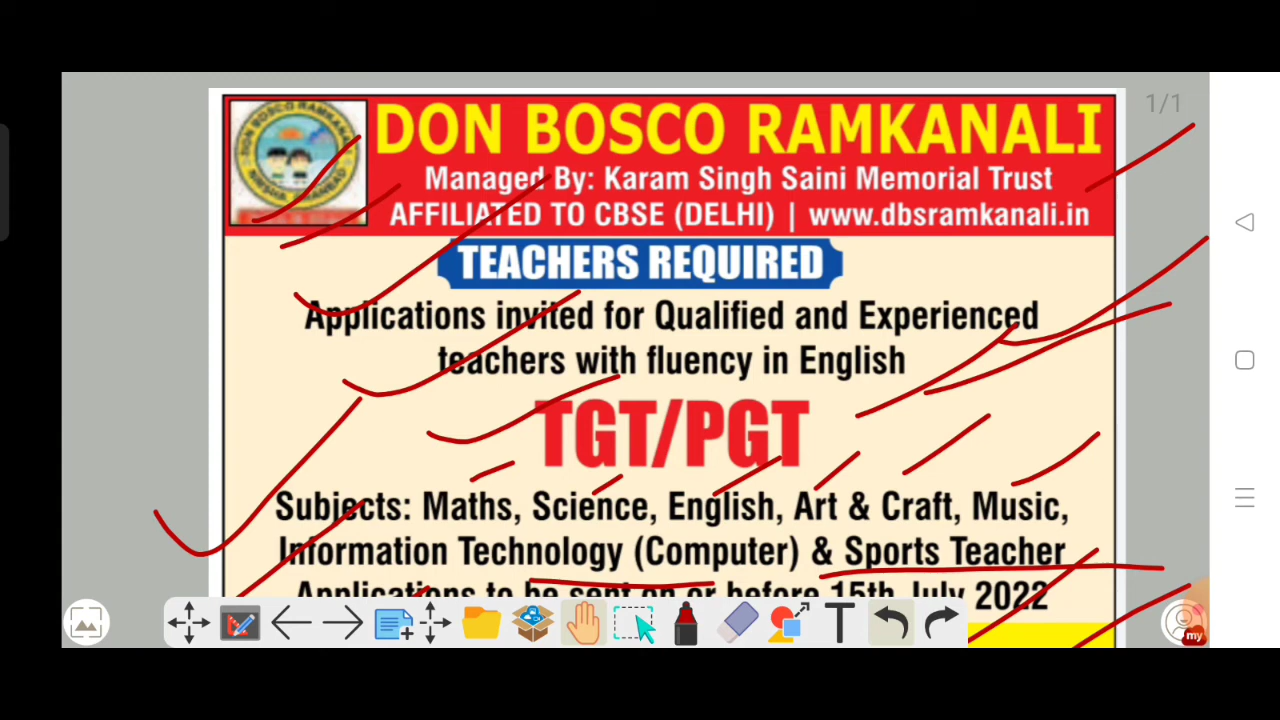 1/1
DON BOSCO RAMKANALI
Managed By: Karam Singh Saini Memorial Trust
AFFILIATED TO CBSE (DELHI) | www.dbsramkanali.in
TEACHERS REQUIRED
Applications invited for Qualified and Experienced
teachers with fluency in English
TGT/PGT
Subjects: Maths, Science, English, Art & Craft, Music,
Information Technology (Computer) & Sports Teacher
Applications to be sent on or before 15th July 2022
T
my